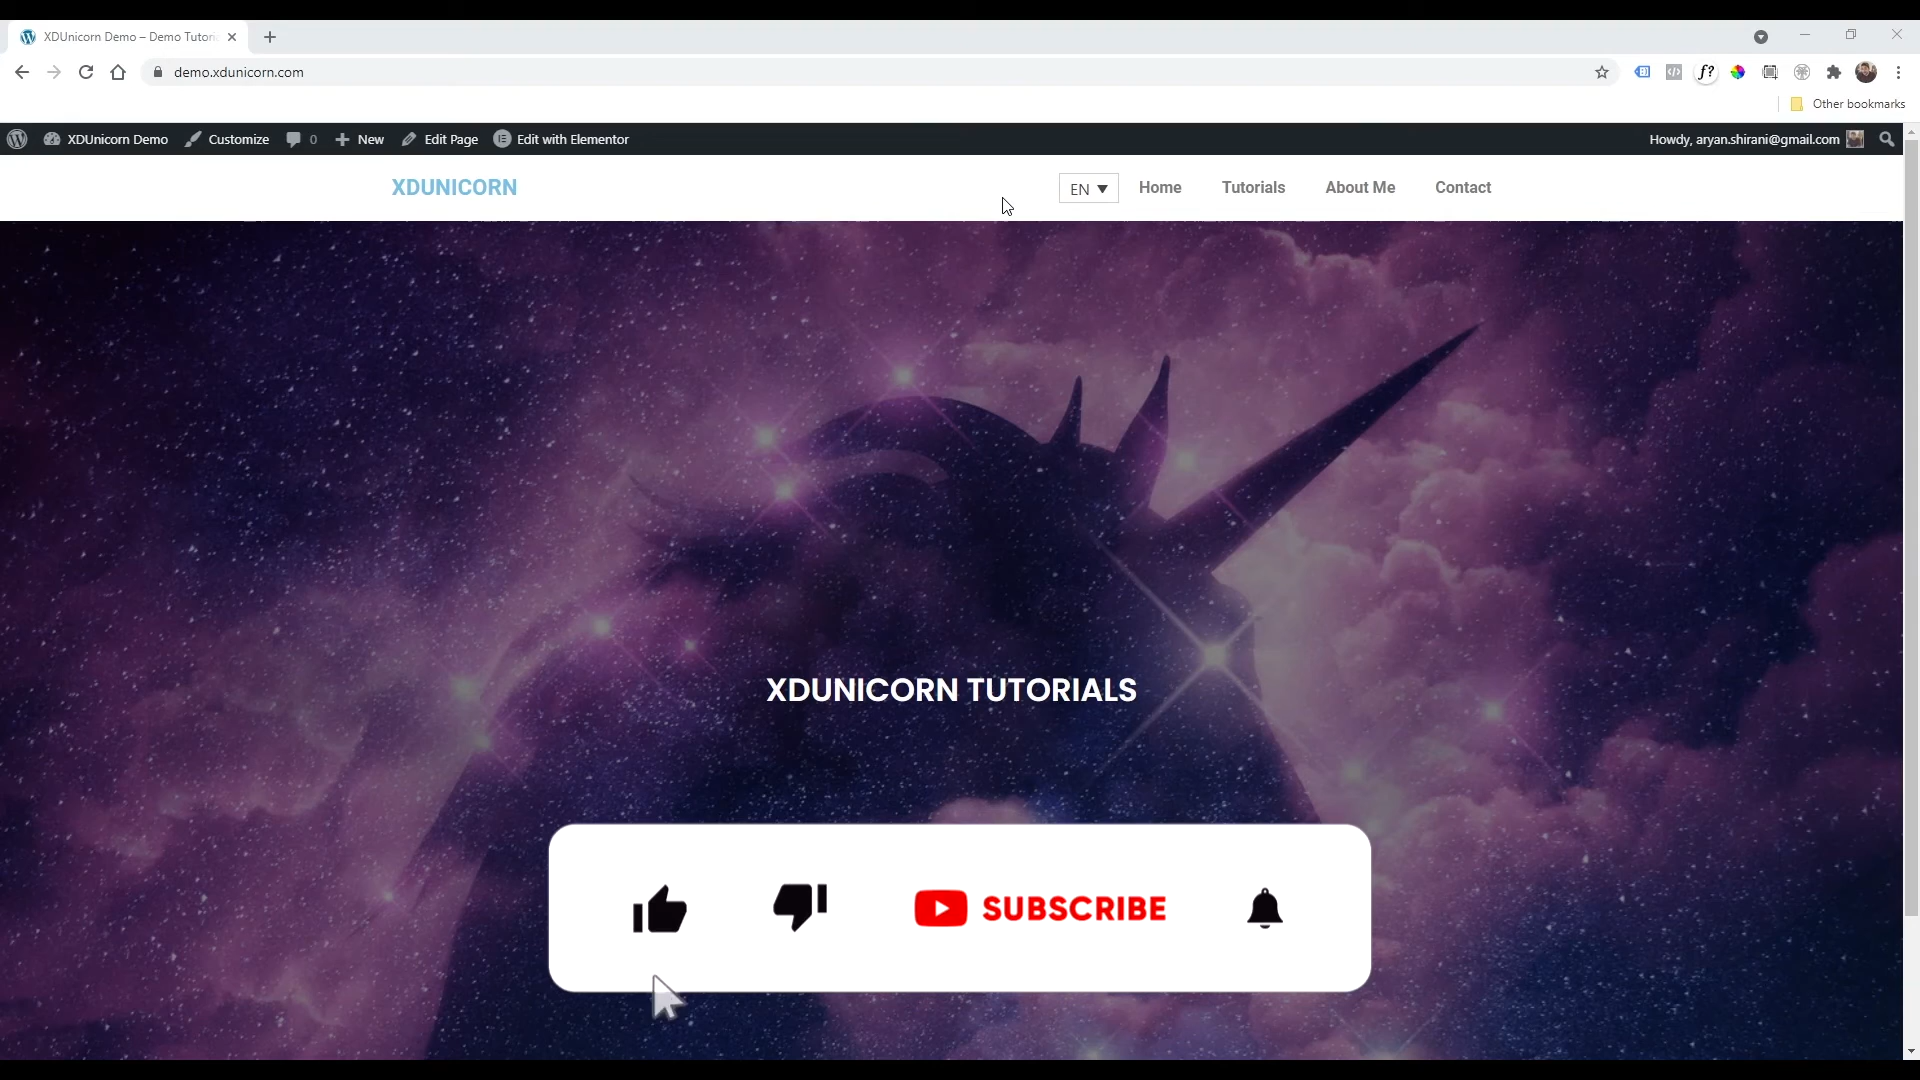 XDUnicorn Demo – Demo Tutori
demo.xdunicorn.com
Other bookmarks
XDUnicorn Demo Customize 0 New Edit Page Edit with Elementor Howdy, aryan.shirani@gmail.com
XDUNICORN EN ▼ Home Tutorials About Me Contact
XDUNICORN TUTORIALS
SUBSCRIBE